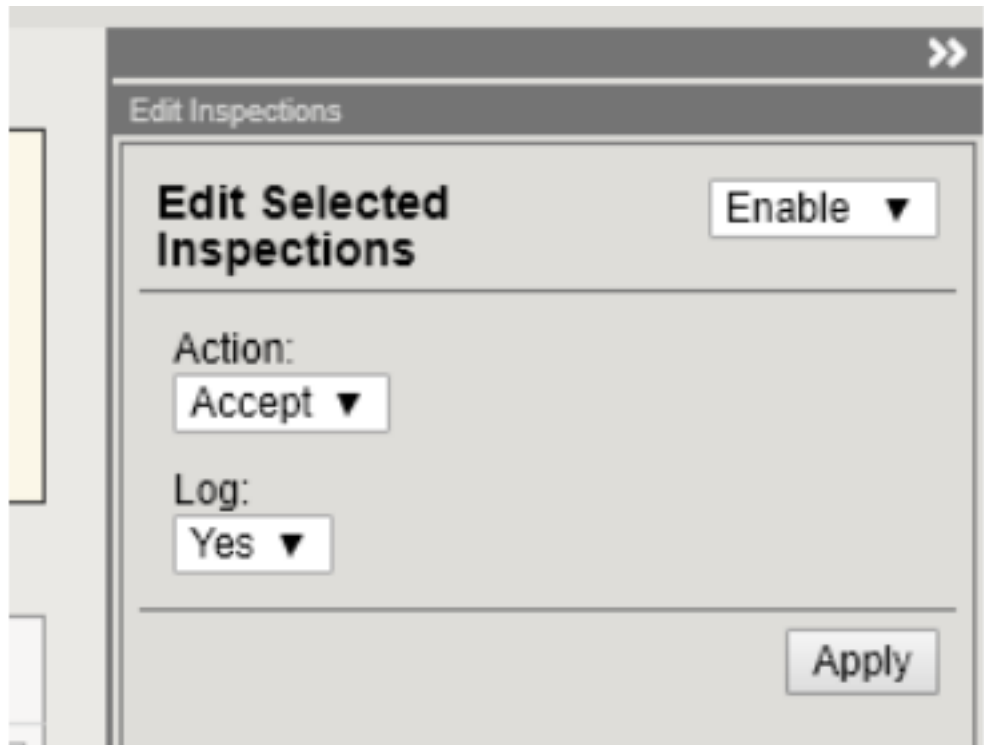 Edit Inspections
Edit Selected
Inspections
Enable
Action:
Accept
Log:
Yes
Apply